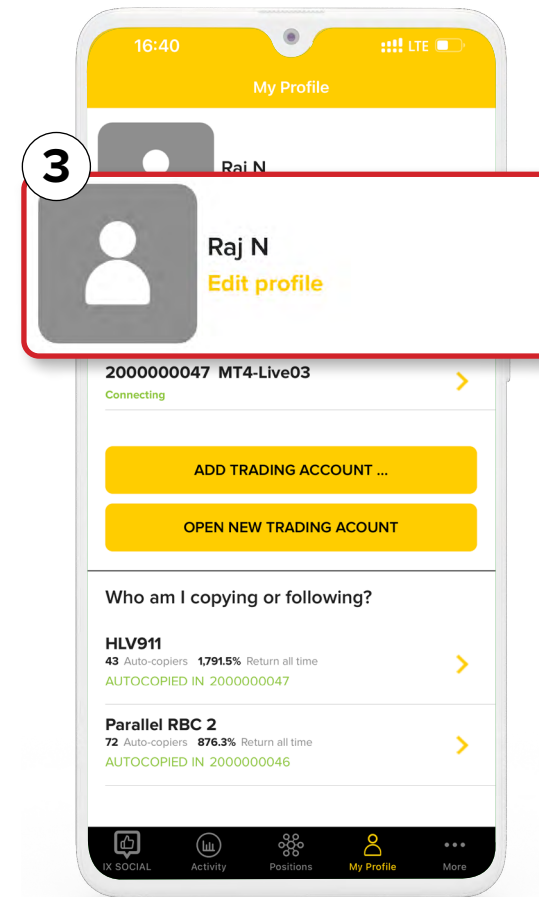 16:40
LTE
My Profile
Raj N
3
Raj N
Edit profile
2000000047 MT4-Live03
Connecting
ADD TRADING ACCOUNT ...
OPEN NEW TRADING ACOUNT
Who am I copying or following?
HLV911
43 Auto-copiers 1,791.5% Return all time
AUTOCOPIED IN 2000000047
Parallel RBC 2
72 Auto-copiers 876.3% Return all time
AUTOCOPIED IN 2000000046
IX SOCIAL Activity Positions My Profile More